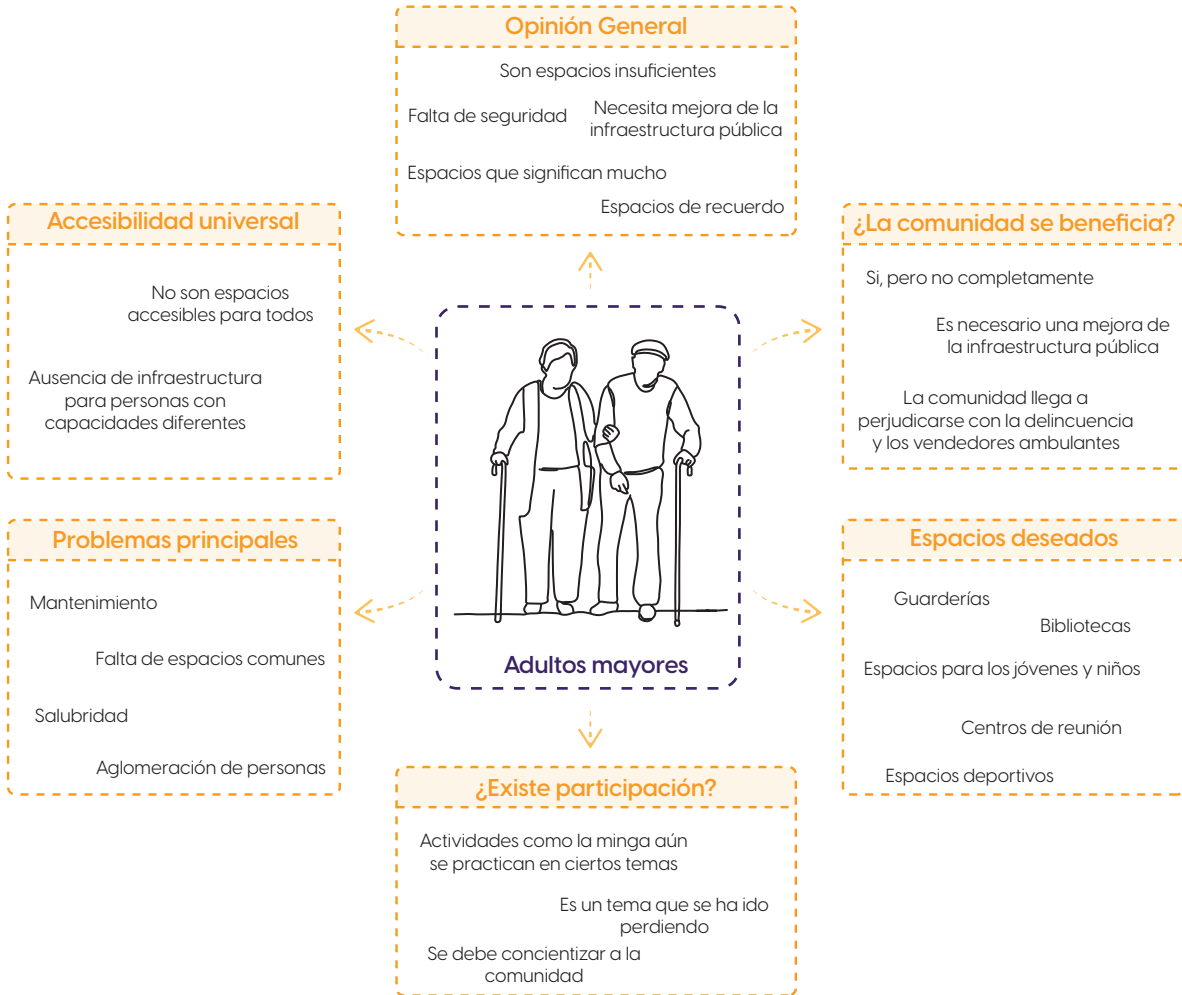 Opinión General
Son espacios insuficientes
Falta de seguridad
Necesita mejora de la
infraestructura pública
Espacios que significan mucho
Espacios de recuerdo
Accesibilidad universal
No son espacios
accesibles para todos
Ausencia de infraestructura
para personas con
capacidades diferentes
¿La comunidad se beneficia?
Si, pero no completamente
Es necesario una mejora de
la infraestructura pública
La comunidad llega a
perjudicarse con la delincuencia
y los vendedores ambulantes
Problemas principales
Mantenimiento
Falta de espacios comunes
Salubridad
Aglomeración de personas
Adultos mayores
Espacios deseados
Guarderías
Bibliotecas
Espacios para los jóvenes y niños
Centros de reunión
Espacios deportivos
¿Existe participación?
Actividades como la minga aún
se practican en ciertos temas
Es un tema que se ha ido
perdiendo
Se debe concientizar a la
comunidad